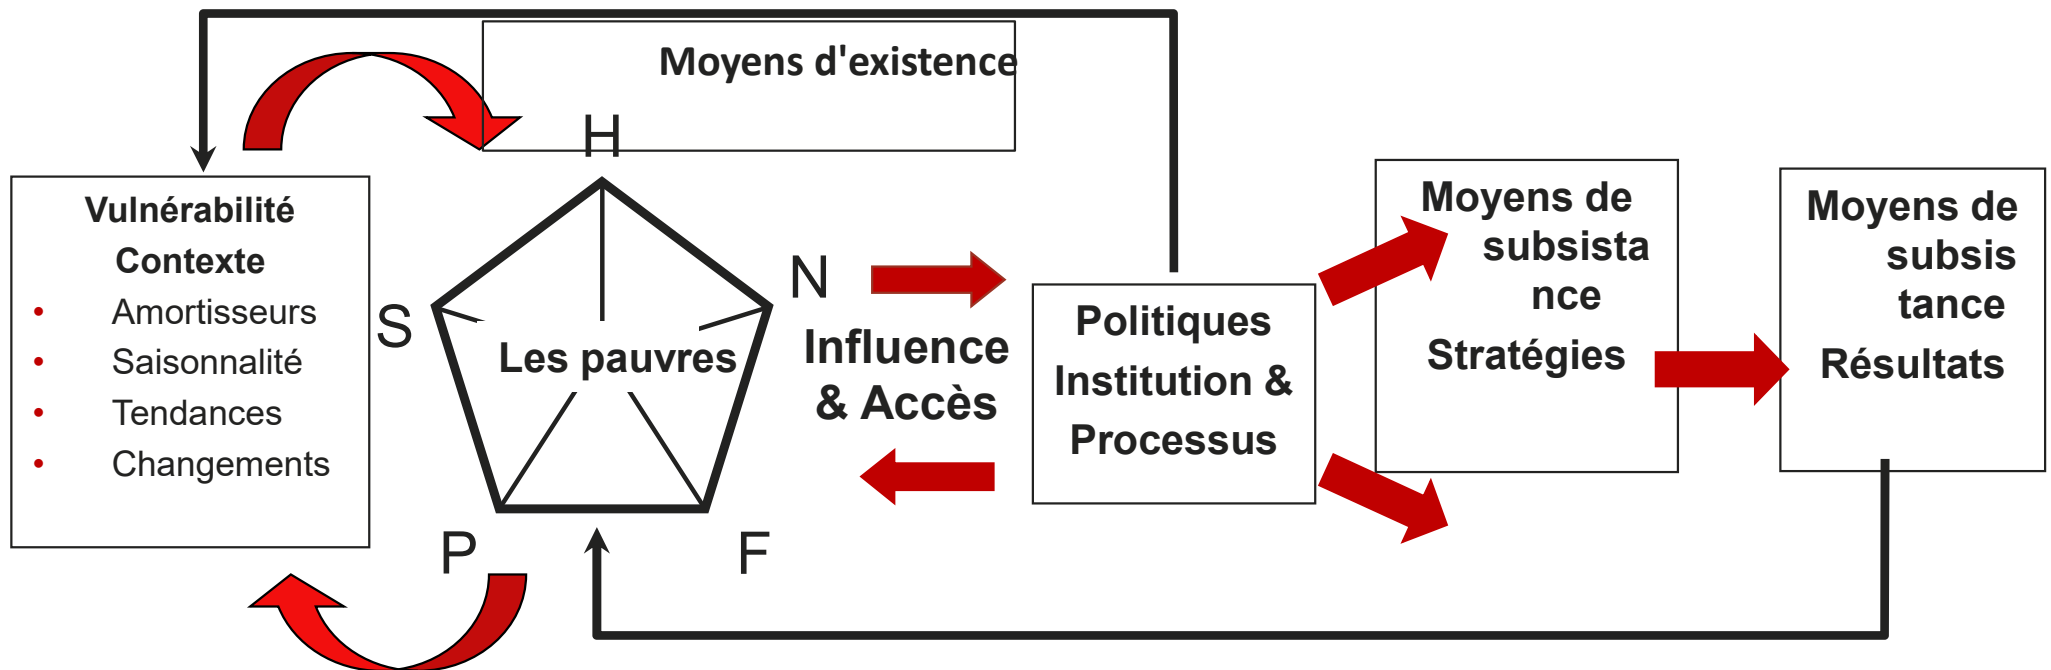 Moyens d'existence
H
Vulnérabilité
Contexte
• Amortisseurs
• Saisonnalité
• Tendances
• Changements
S
N
Les pauvres
P
F
Influence
& Accès
Politiques
Institution &
Processus
Moyens de
subsista
nce
Stratégies
Moyens de
subsis
tance
Résultats